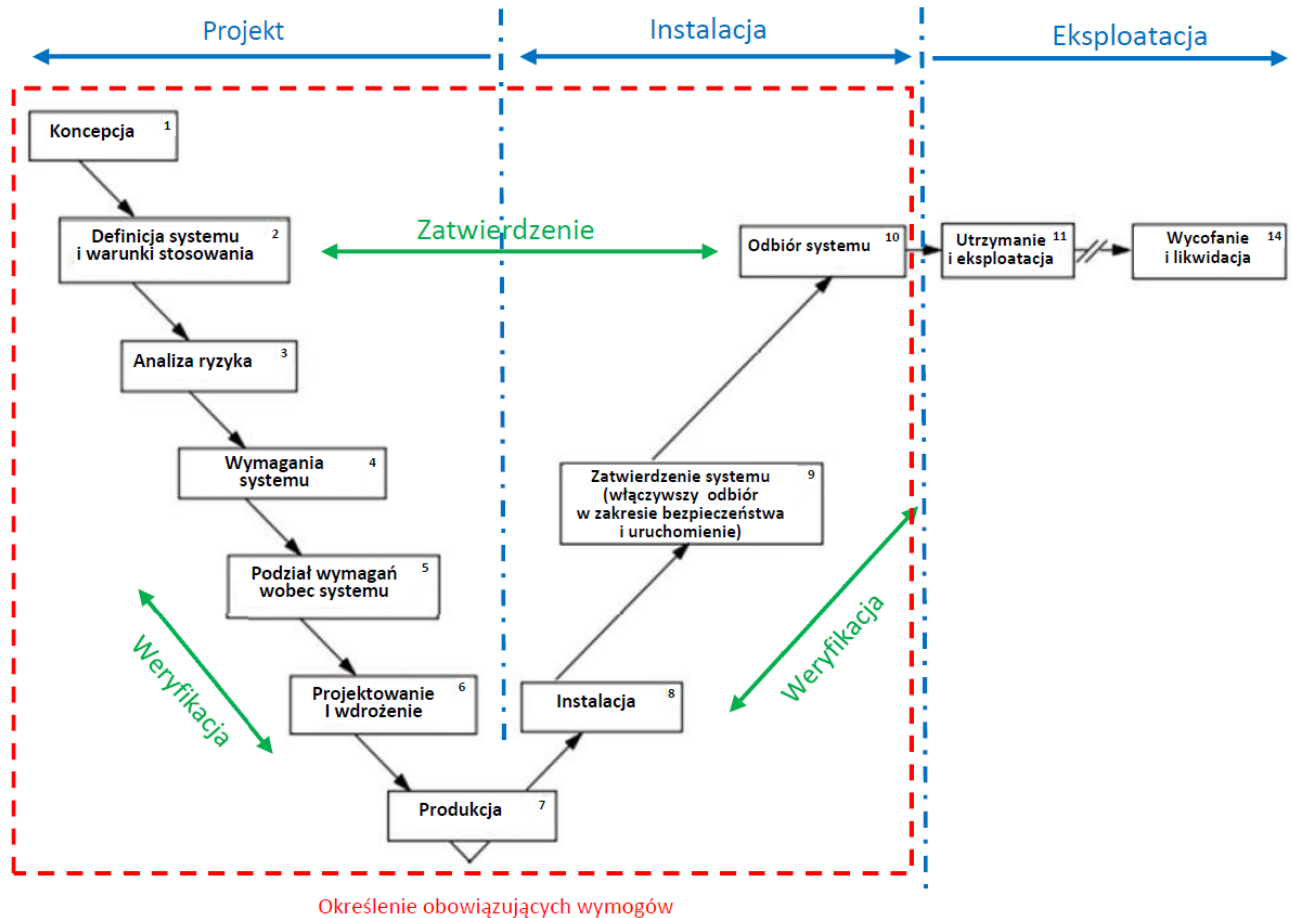 Projekt
Instalacja
Eksploatacja
Koncepcja 1
Definicja systemu 2
i warunki stosowania
Zatwierdzenie
Odbiór systemu 10
Utrzymanie 11
i eksploatacja
Wycofanie 14
i likwidacja
Analiza ryzyka 3
Wymagania 4
systemu
Zatwierdzenie systemu 9
(włączywszy odbiór
w zakresie bezpieczeństwa
i uruchomienie)
Podział wymagań 5
wobec systemu
Weryfikacja
Weryfikacja
Projektowanie 6
I wdrożenie
Instalacja 8
Produkcja 7
Określenie obowiązujących wymogów